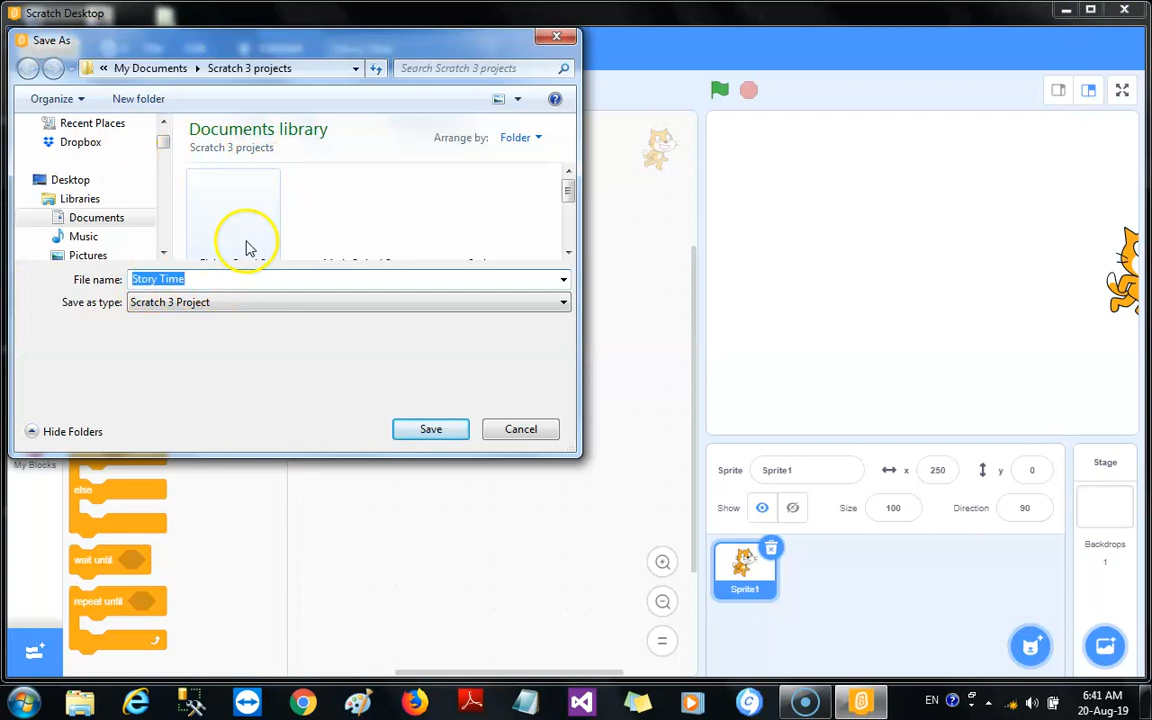 Scratch Desktop
Save As
« My Documents Scratch 3 projects
Search Scratch 3 projects
Organize New folder
Recent Places
Dropbox
Desktop
Libraries
Documents
Music
Pictures
Documents library
Scratch 3 projects
Arrange by: Folder
File name: Story Time
Save as type: Scratch 3 Project
Hide Folders
Save Cancel
My Blocks
else
wait until
repeat until
Sprite Sprite1 x 250 y 0
Show Size 100 Direction 90
Sprite1
Stage
Backdrops
1
EN
6:41 AM
20-Aug-19